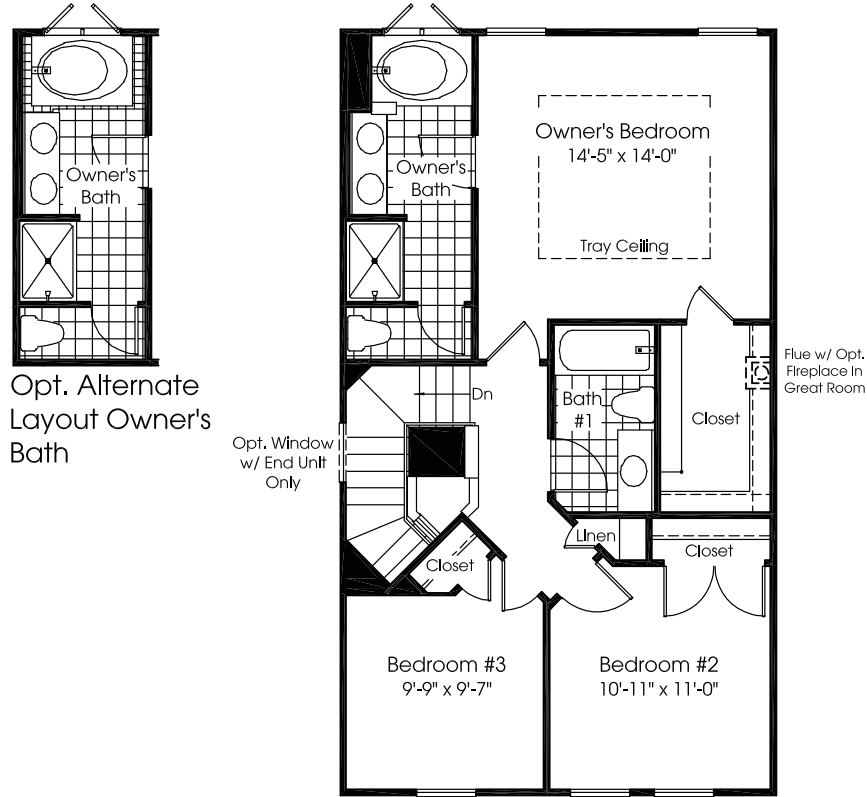 Owner's
Bath
Opt. Alternate
Layout Owner's
Bath
Owner's
Bath
Owner's Bedroom
14'-5" x 14'-0"
Tray Ceiling
Flue w/ Opt.
Fireplace In
Great Room
Closet
Dn
Bath
#1
Opt. Window
w/ End Unit
Only
Linen
Closet
Closet
Bedroom #3
9'-9" x 9'-7"
Bedroom #2
10'-11" x 11'-0"